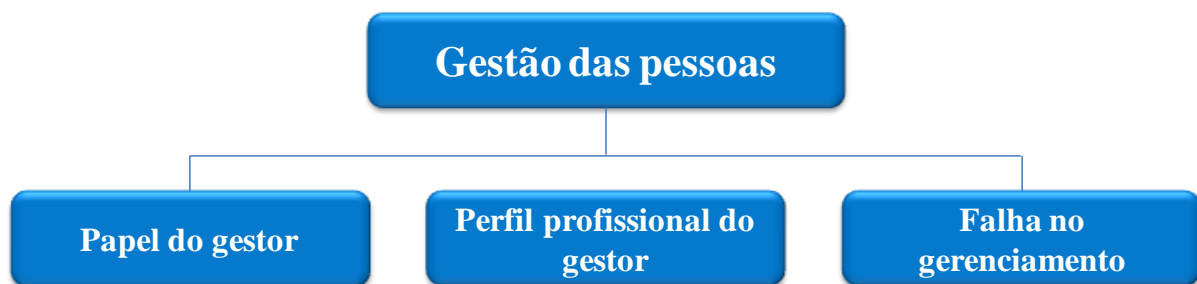 Gestão das pessoas
Papel do gestor
Perfil profissional do
gestor
Falha no
gerenciamento